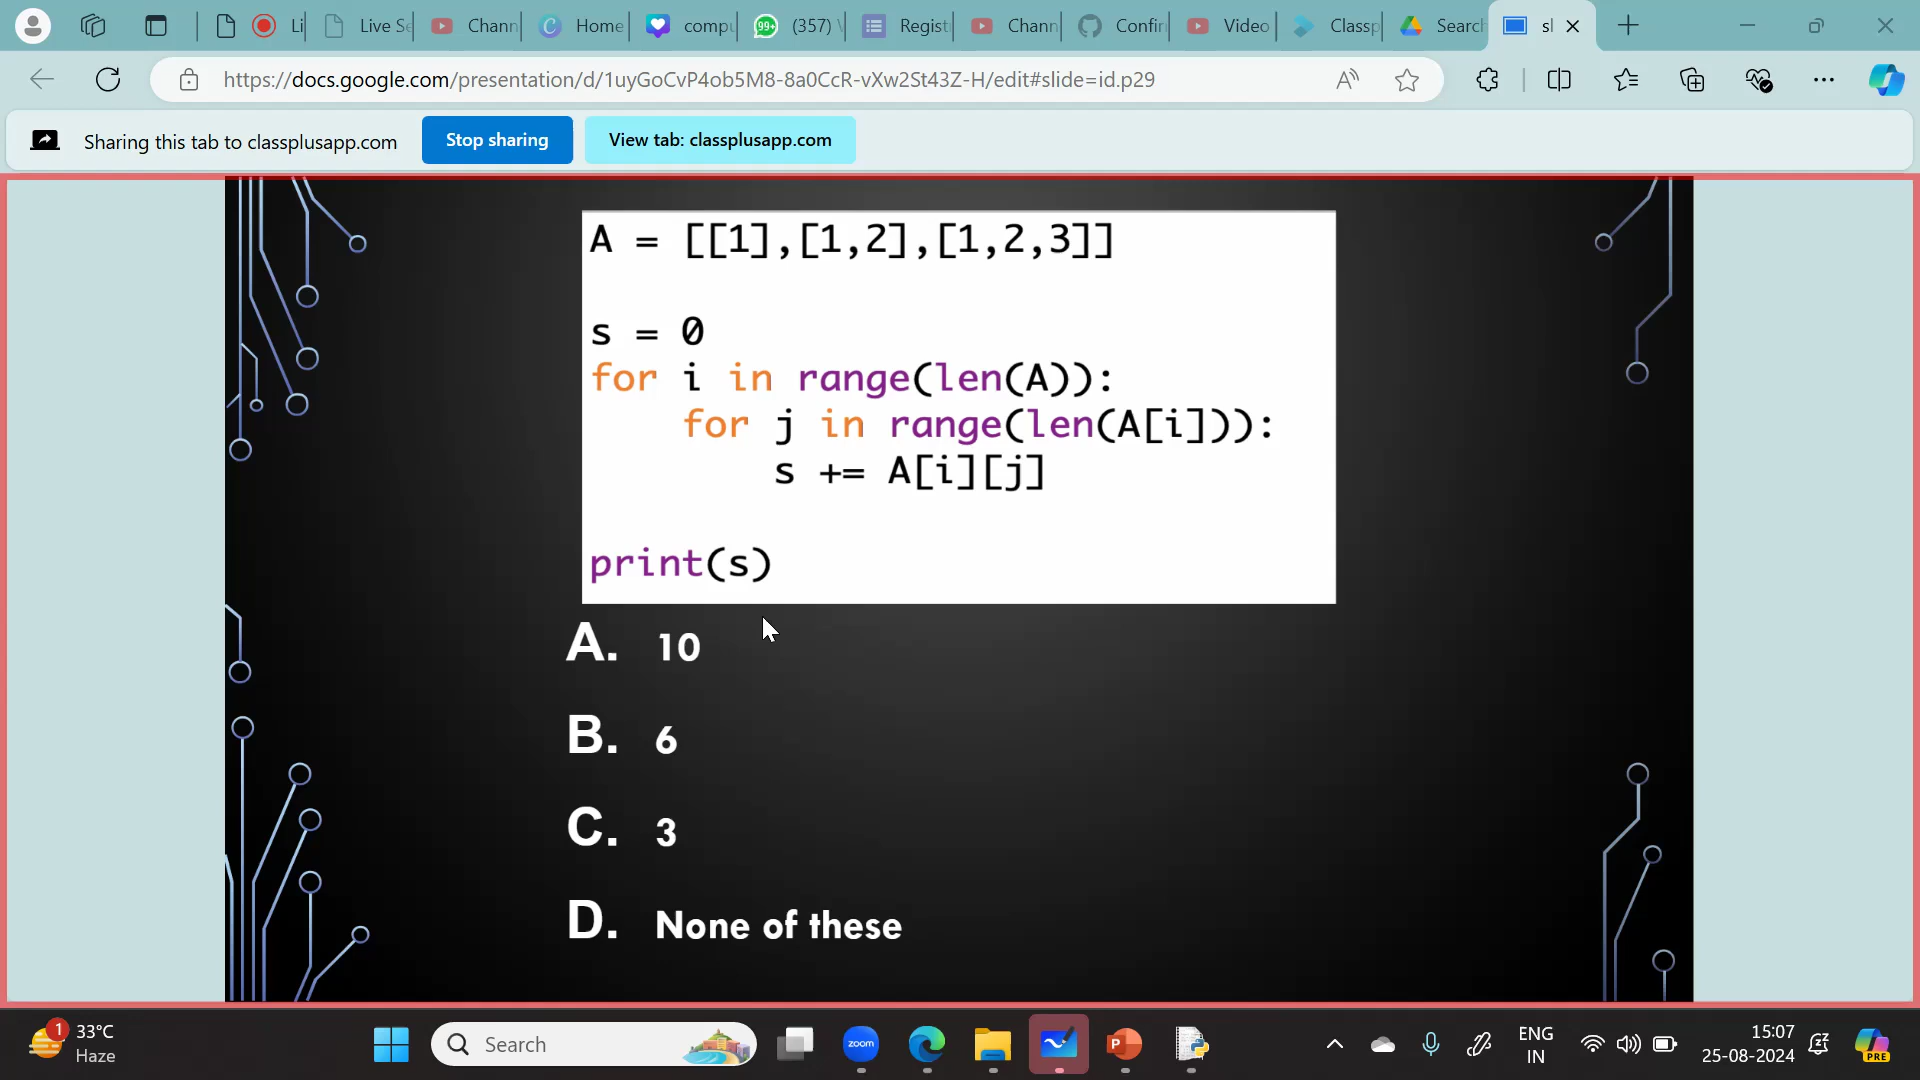 Li
Live Se
Chann
Home
compu
(357)
Regist
Chann
Confir
Video
Classp
Search
sl
https://docs.google.com/presentation/d/1uyGoCvP4ob5M8-8a0CcR-vXw2St43Z-H/edit#slide=id.p29
Sharing this tab to classplusapp.com
Stop sharing
View tab: classplusapp.com
A = [[1],[1,2],[1,2,3]]
s = 0
for i in range(len(A)):
for j in range(len(A[i])):
s += A[i][j]
print(s)
A. 10
B. 6
C. 3
D. None of these
1
33°C
Haze
Search
zoom
ENG
IN
15:07
25-08-2024
PRE